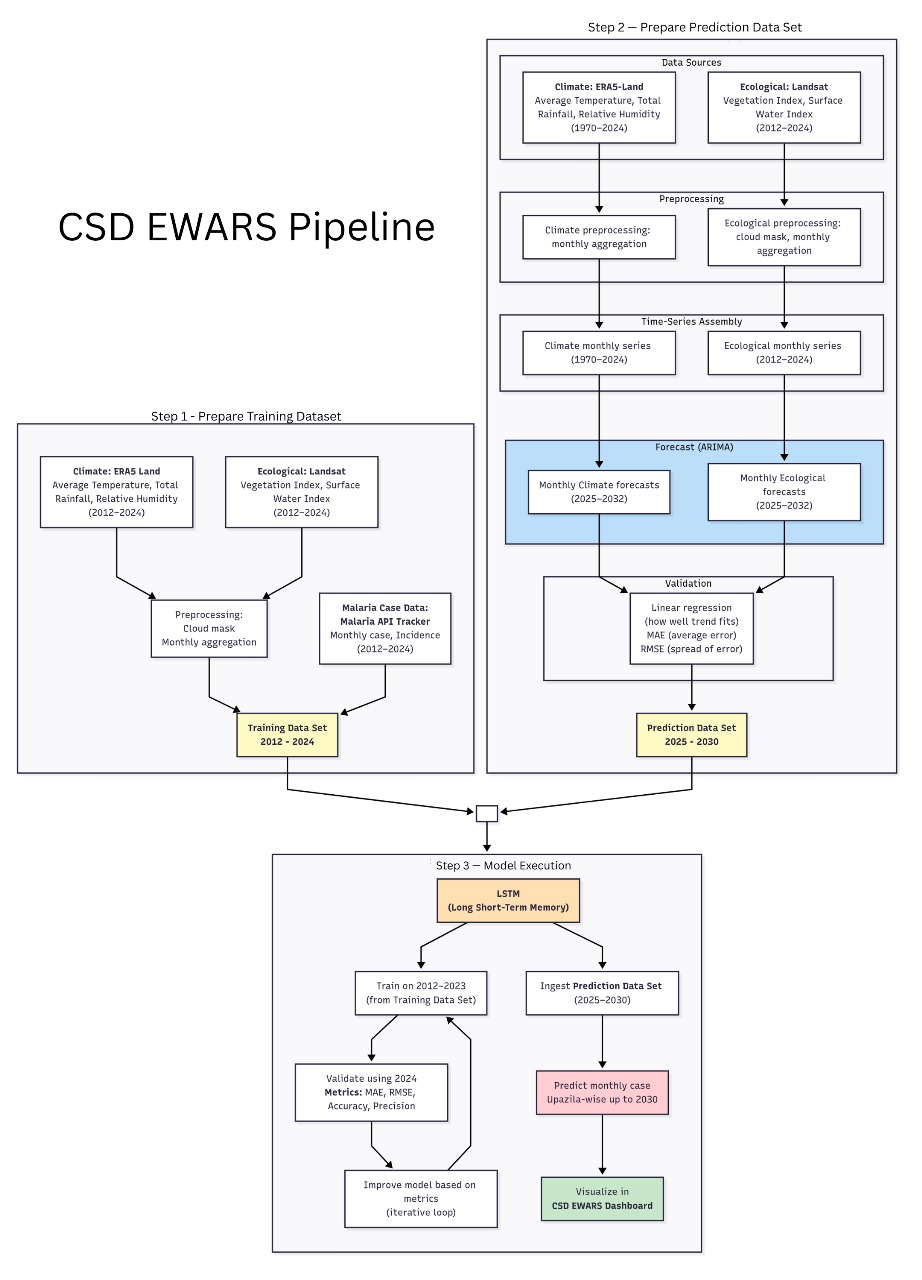 CSD EWARS Pipeline
Step 1 - Prepare Training Dataset
Climate: ERA5 Land
Average Temperature, Total
Rainfall, Relative Humidity
(2012–2024)
Ecological: Landsat
Vegetation Index, Surface
Water Index
(2012–2024)
Preprocessing:
Cloud mask
Monthly aggregation
Malaria Case Data:
Malaria API Tracker
Monthly case, Incidence
(2012–2024)
Training Data Set
2012 - 2024
Step 2 — Prepare Prediction Data Set
Data Sources
Climate: ERA5-Land
Average Temperature, Total
Rainfall, Relative Humidity
(1970–2024)
Ecological: Landsat
Vegetation Index, Surface
Water Index
(2012–2024)
Preprocessing
Climate preprocessing:
monthly aggregation
Ecological preprocessing:
cloud mask, monthly
aggregation
Time-Series Assembly
Climate monthly series
(1970–2024)
Ecological monthly series
(2012–2024)
Forecast (ARIMA)
Monthly Climate forecasts
(2025–2032)
Monthly Ecological
forecasts
(2025–2032)
Validation
Linear regression
(how well trend fits)
MAE (average error)
RMSE (spread of error)
Prediction Data Set
2025 - 2030
Step 3 — Model Execution
LSTM
(Long Short-Term Memory)
Train on 2012–2023
(from Training Data Set)
Validate using 2024
Metrics: MAE, RMSE,
Accuracy, Precision
Improve model based on
metrics
(iterative loop)
Ingest Prediction Data Set
(2025–2030)
Predict monthly case
Upazila-wise up to 2030
Visualize in
CSD EWARS Dashboard